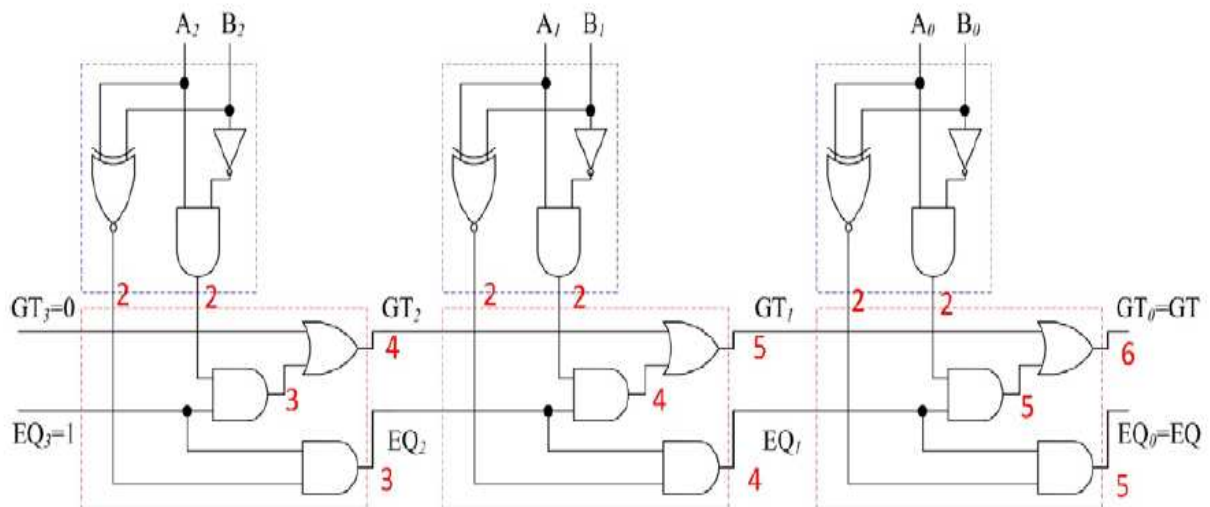 A2 B2 A1 B1 A0 B0
2 2 2 2 2 2
GT3=0 GT2 GT1 GT0=GT
4 5 6
3 4 5
EQ3=1 EQ2 EQ1 EQ0=EQ
3 4 5